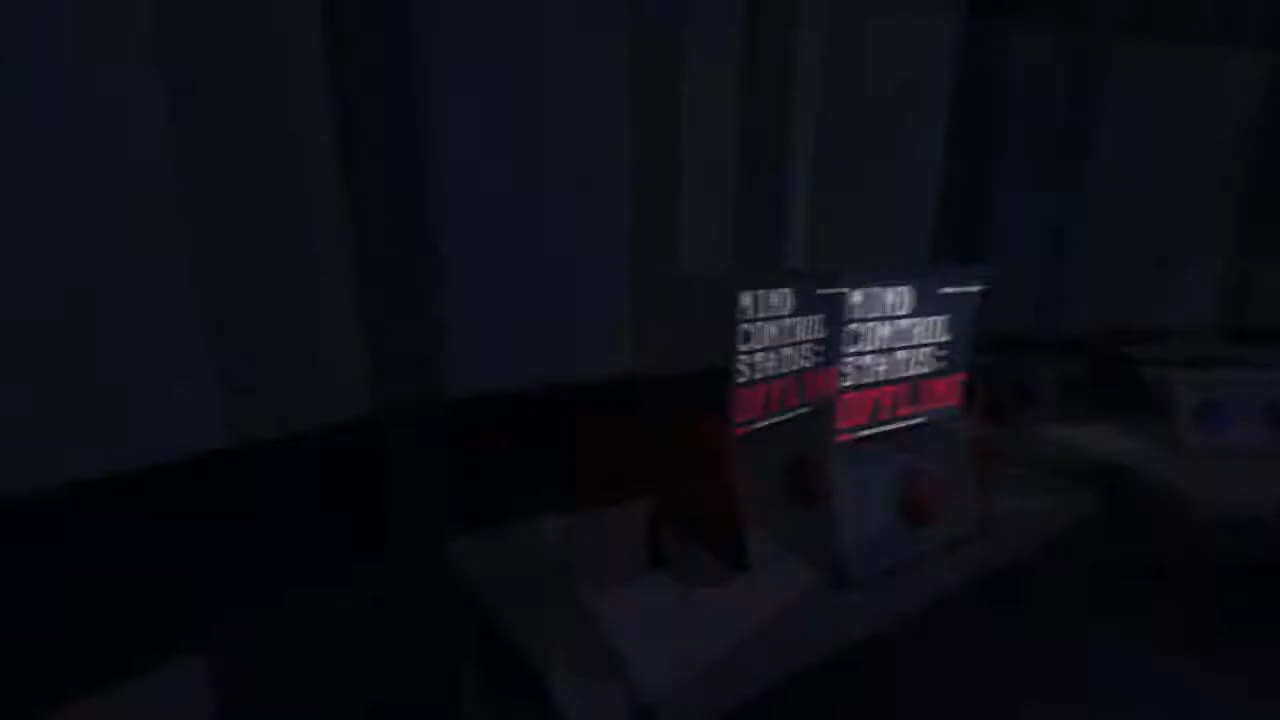 MIND
CONTROL
STATUS:
OFFLINE
MIND
CONTROL
STATUS:
OFFLINE